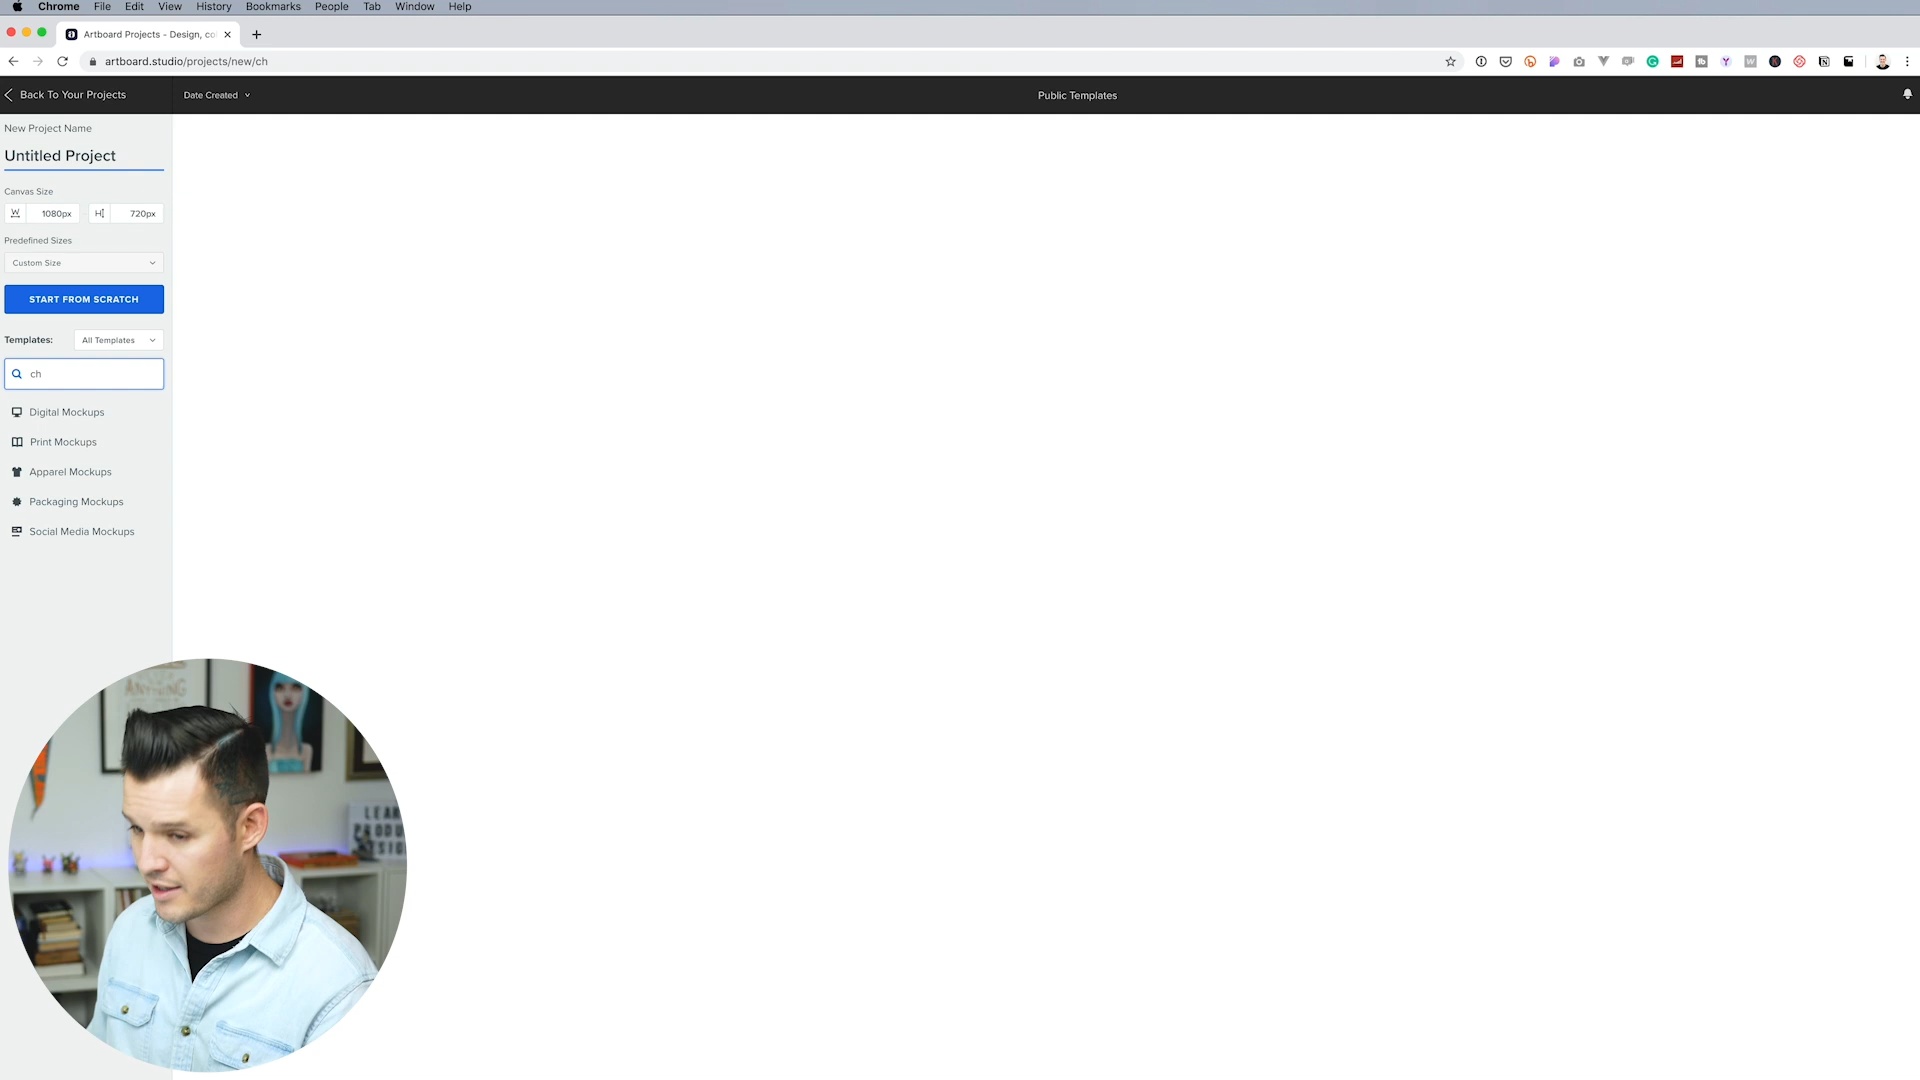 Chrome File Edit View History Bookmarks People Tab Window Help
Artboard Projects - Design, co
artboard.studio/projects/new/ch
Back To Your Projects
Date Created
Public Templates
New Project Name
Untitled Project
Canvas Size
W 1080px H 720px
Predefined Sizes
Custom Size
START FROM SCRATCH
Templates: All Templates
ch
Digital Mockups
Print Mockups
Apparel Mockups
Packaging Mockups
Social Media Mockups
ANYTHING